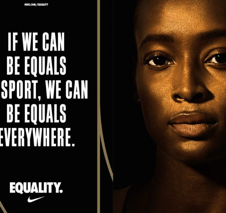 IF WE CAN
BE EQUALS
SPORT, WE CAN
BE EQUALS
EVERYWHERE.
EQUALITY.